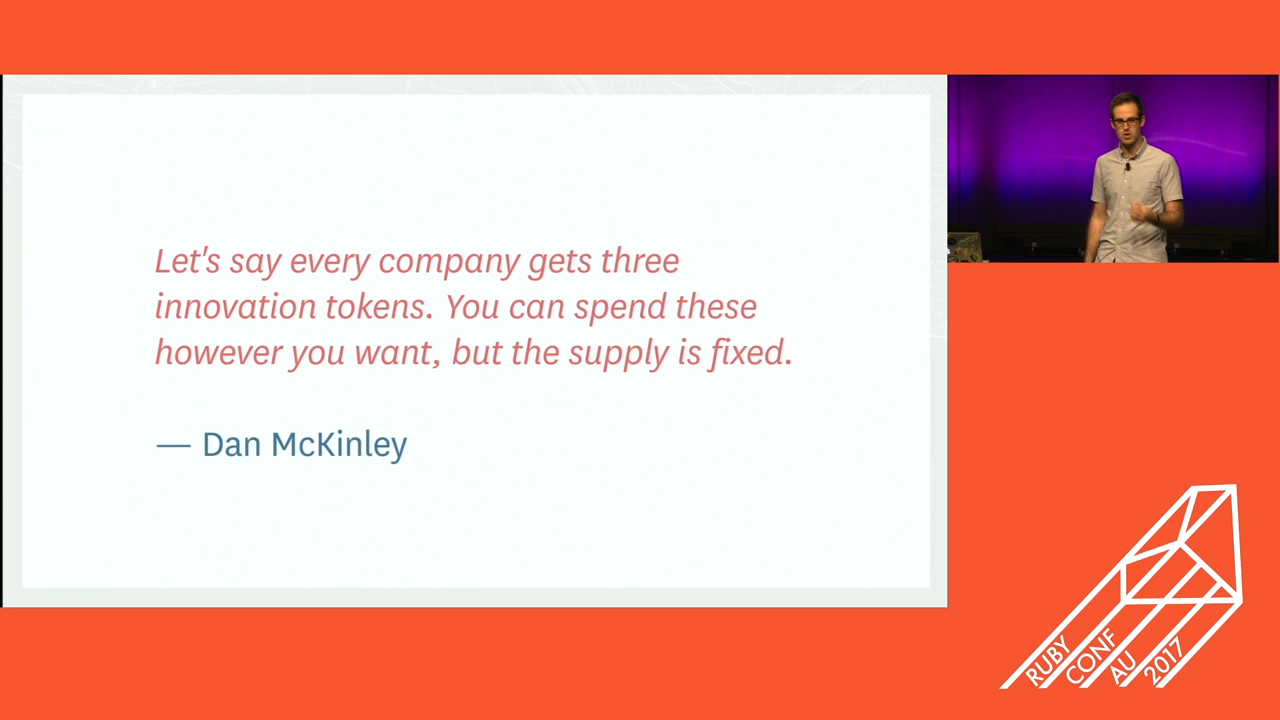 Let's say every company gets three
innovation tokens. You can spend these
however you want, but the supply is fixed.
— Dan McKinley
RUBY
CONF
AU
2017